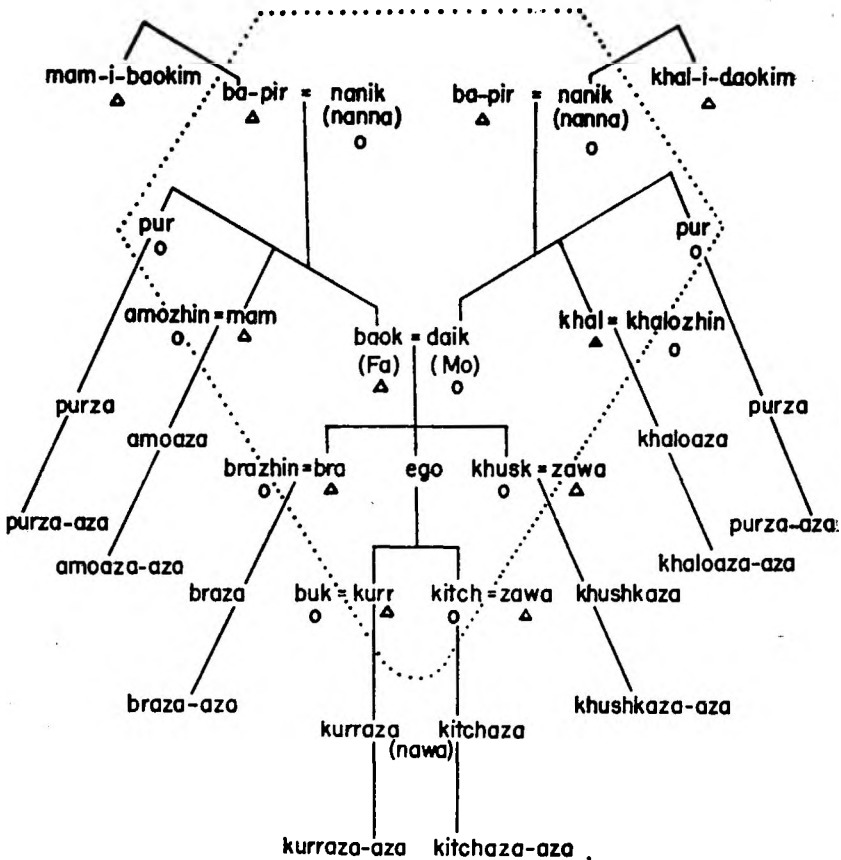 mam-i-baokim ba-pir = nanik ba-pir = nanik khal-i-daokim
(nanna) (nanna)
pur pur
amozhin = mam khal = khalozhin
baok = daik
(Fa) (Mo)
purza purza
amoaza khaloaza
brazhin = bra ego khusk = zawa
purza-aza purza-aza
amoaza-aza khaloaza-aza
braza buk = kurr kitch = zawa khushkaza
braza-aza khushkaza-aza
kurraza kitchaza
(nawa)
kurraza-aza kitchaza-aza